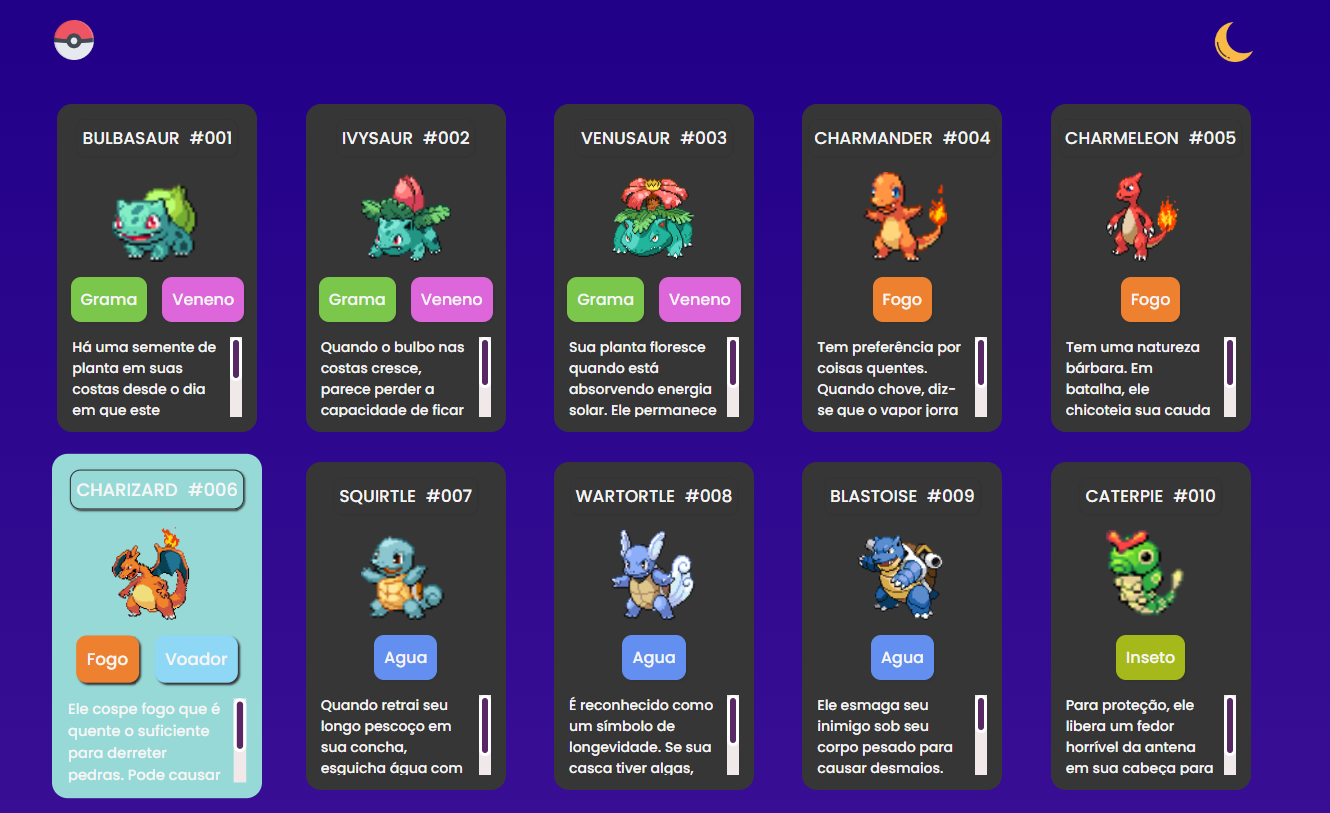 BULBASAUR #001
Grama Veneno
Há uma semente de
planta em suas
costas desde o dia
em que este
IVYSAUR #002
Grama Veneno
Quando o bulbo nas
costas cresce,
parece perder a
capacidade de ficar
VENUSAUR #003
Grama Veneno
Sua planta floresce
quando está
absorvendo energia
solar. Ele permanece
CHARMANDER #004
Fogo
Tem preferência por
coisas quentes.
Quando chove, diz-
se que o vapor jorra
CHARMELEON #005
Fogo
Tem uma natureza
bárbara. Em
batalha, ele
chicoteia sua cauda
CHARIZARD #006
Fogo Voador
Ele cospe fogo que é
quente o suficiente
para derreter
pedras. Pode causar
SQUIRTLE #007
Agua
Quando retrai seu
longo pescoço em
sua concha,
esguicha água com
WARTORTLE #008
Agua
É reconhecido como
um símbolo de
longevidade. Se sua
casca tiver algas,
BLASTOISE #009
Agua
Ele esmaga seu
inimigo sob seu
corpo pesado para
causar desmaios.
CATERPIE #010
Inseto
Para proteção, ele
libera um fedor
horrível da antena
em sua cabeça para